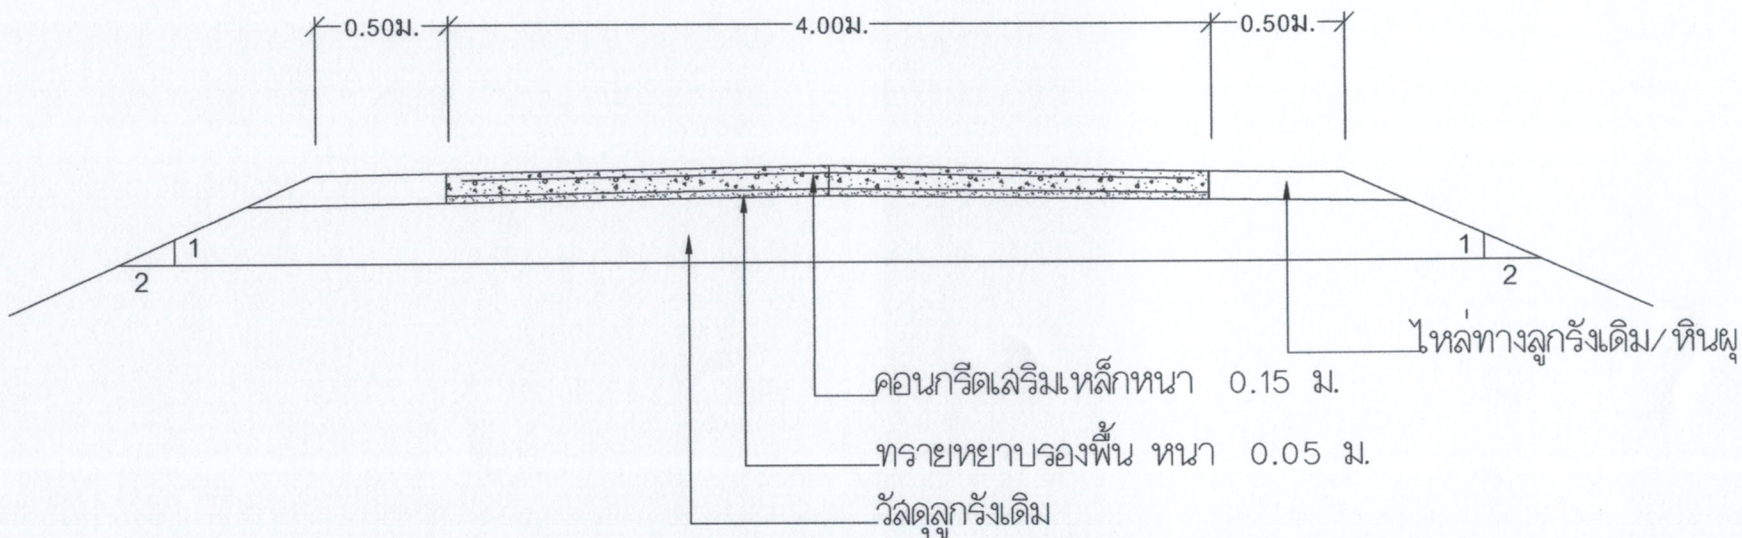 0.50ม. 4.00ม. 0.50ม.
1 1
2 2
ไหล่ทางลูกรังเดิม/ หินผุ
คอนกรีตเสริมเหล็กหนา 0.15 ม.
ทรายหยาบรองพื้น หนา 0.05 ม.
วัสดุลูกรังเดิม